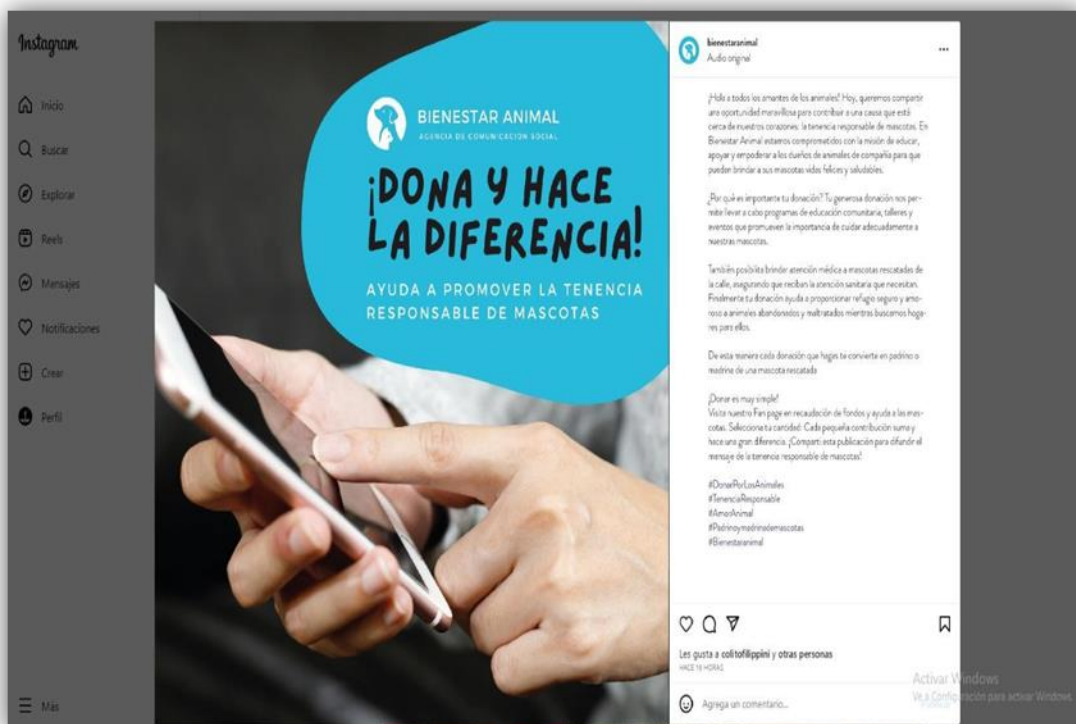 Instagram
Inicio
Buscar
Explorar
Reels
Mensajes
Notificaciones
Crear
Perfil
Más
BIENESTAR ANIMAL
AGENCIA DE COMUNICACIÓN SOCIAL
¡DONA Y HACE
LA DIFERENCIA!
AYUDA A PROMOVER LA TENENCIA
RESPONSABLE DE MASCOTAS
bienestaranimal
Audio original
¡Hola a todos los amantes de los animales! Hoy, queremos compartir
una oportunidad maravillosa para contribuir a una causa que está
cerca de nuestros corazones: la tenencia responsable de mascotas. En
Bienestar Animal estamos comprometidos con la misión de educar,
apoyar y empoderar a los dueños de animales de compañía para que
puedan brindar a sus mascotas vidas felices y saludables.
¿Por qué es importante tu donación? Tu generosa donación nos per-
mite llevar a cabo programas de educación comunitaria, talleres y
eventos que promueven la importancia de cuidar adecuadamente a
nuestras mascotas.
También posibilita brindar atención médica a mascotas rescatadas de
la calle, asegurando que reciban la atención sanitaria que necesitan.
Finalmente tu donación ayuda a proporcionar refugio seguro y amo-
roso a animales abandonados y maltratados mientras buscamos hoga-
res para ellos.
De esta manera cada donación que hagas te convierte en padrino o
madrina de una mascota rescatada
¡Donar es muy simple!
Visita nuestro Fan page en recaudación de fondos y ayuda a las mas-
cotas. Selecciona tu cantidad: Cada pequeña contribución suma y
hace una gran diferencia. ¡Compartí esta publicación para difundir el
mensaje de la tenencia responsable de mascotas!
#DonarPorLosAnimales
#TenenciaResponsable
#AmorAnimal
#Padrinoymadrinademascotas
#Bienestaranimal
Les gusta a colitofilippini y otras personas
HACE 16 HORAS
Agrega un comentario...
Activar Windows
Ve a Configuración para activar Windows.